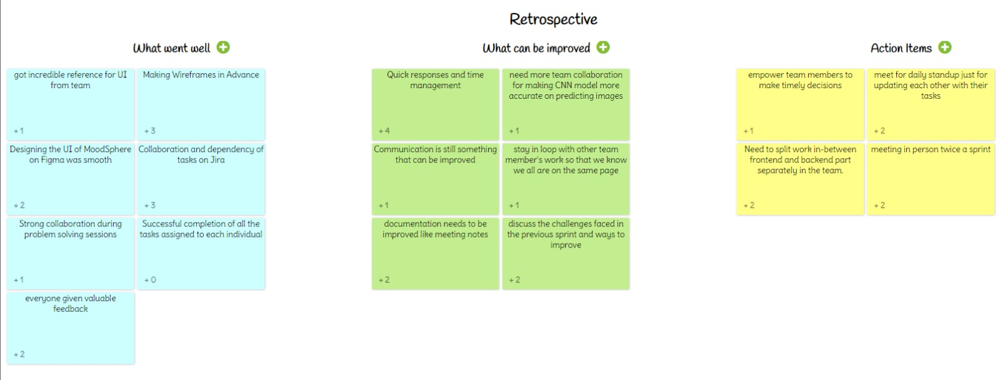 Retrospective
What went well
got incredible reference for UI
from team
+1
Making Wireframes in Advance
+3
Designing the UI of MoodSphere
on Figma was smooth
+2
Collaboration and dependency of
tasks on Jira
+3
Strong collaboration during
problem solving sessions
+1
Successful completion of all the
tasks assigned to each individual
+0
everyone given valuable
feedback
+2
What can be improved
Quick responses and time
management
+4
need more team collaboration
for making CNN model more
accurate on predicting images
+1
Communication is still something
that can be improved
+1
stay in loop with other team
member's work so that we know
we all are on the same page
+1
documentation needs to be
improved like meeting notes
+2
discuss the challenges faced in
the previous sprint and ways to
improve
+2
Action Items
empower team members to
make timely decisions
+1
meet for daily standup just for
updating each other with their
tasks
+2
Need to split work in-between
frontend and backend part
separately in the team.
+2
meeting in person twice a sprint
+2